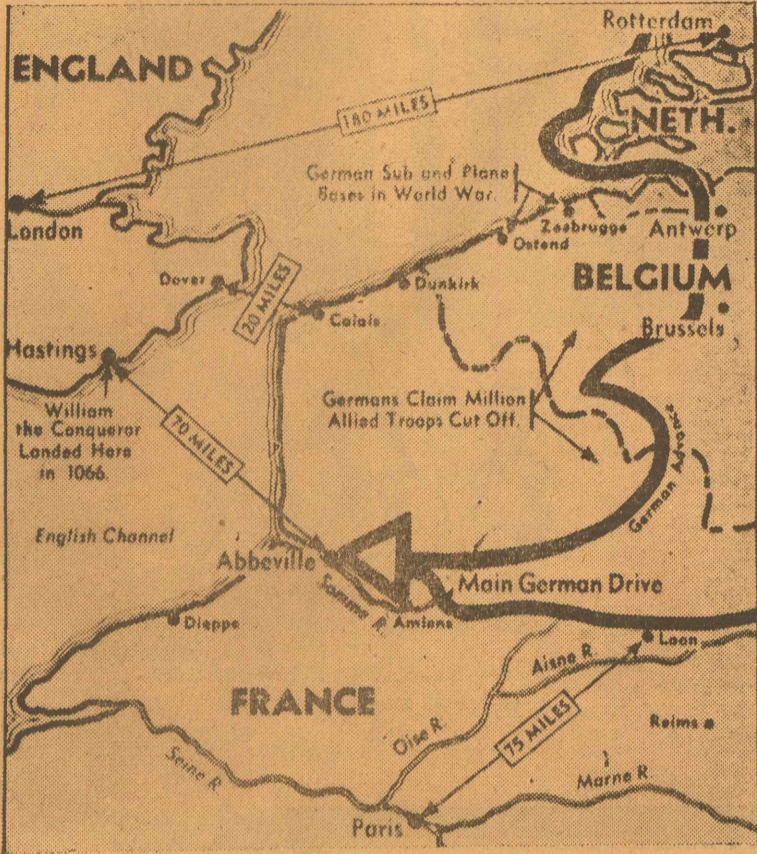 Rotterdam
ENGLAND
180 MILES
NETH.
German Sub and Plane
Bases in World War.
London
Zeebrugge
Antwerp
Ostend
Dover
20 MILES
Dunkirk
BELGIUM
Calais
Brussels
Hastings
William
the Conqueror
Landed Here
in 1066.
70 MILES
Germans Claim Million
Allied Troops Cut Off.
German Advance
English Channel
Abbeville
Somme R.
Main German Drive
Amiens
Dieppe
Laon
Aisne R.
FRANCE
Oise R.
75 MILES
Reims
Seine R.
Marne R.
Paris